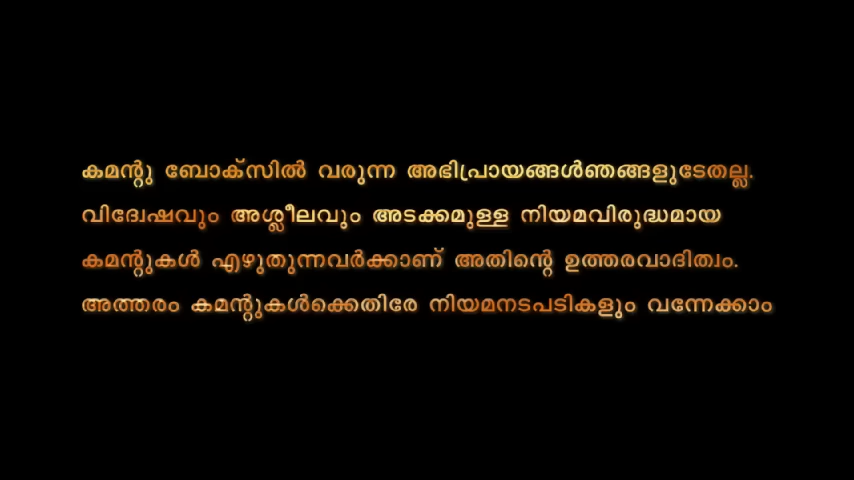 കമന്റു ബോക്സിൽ വരുന്ന അഭിപ്രായങ്ങൾഞങ്ങളുടേതല്ല.
വിദ്വേഷവും അശ്ലീലവും അടക്കമുള്ള നിയമവിരുദ്ധമായ
കമന്റുകൾ എഴുതുന്നവർക്കാണ് അതിന്റെ ഉത്തരവാദിത്വം.
അത്തരം കമന്റുകൾക്കെതിരേ നിയമനടപടികളും വന്നേക്കാം